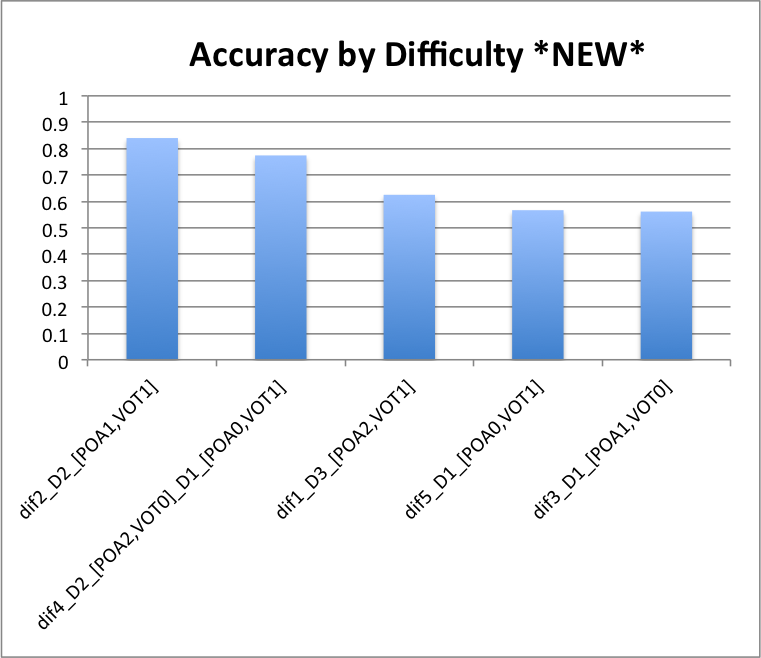 Accuracy by Difficulty *NEW*
1
0.9
0.8
0.7
0.6
0.5
0.4
0.3
0.2
0.1
0
dif2_D2_[POA1,VOT1]
dif4_D2_[POA2,VOT0]_D1_[POA0,VOT1]
dif1_D3_[POA2,VOT1]
dif5_D1_[POA0,VOT1]
dif3_D1_[POA1,VOT0]